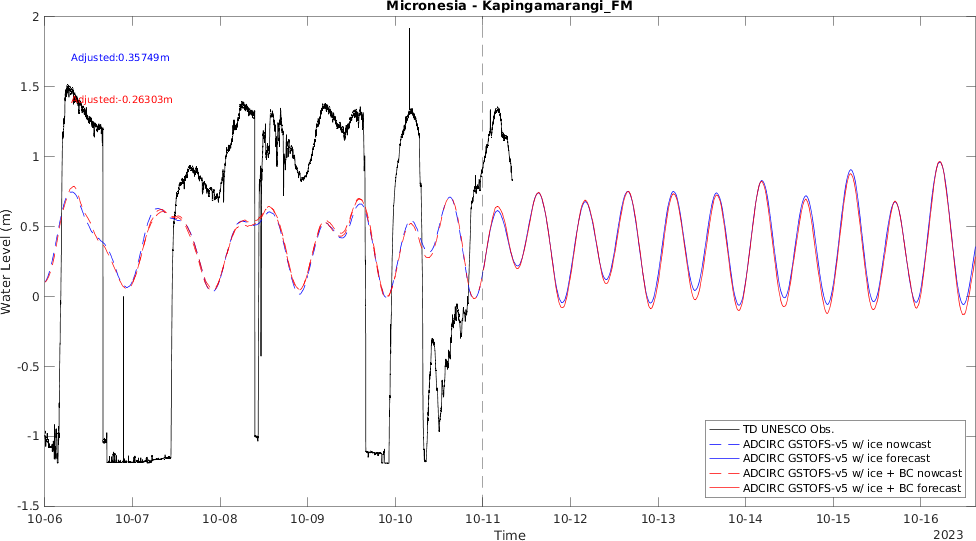 Micronesia - Kapingamarangi_FM
2
1.5
1
0.5
0
-0.5
-1
-1.5
Water Level (m)
Adjusted:0.35749m
Adjusted:-0.26303m
TD UNESCO Obs.
ADCIRC GSTOFS-v5 w/ ice nowcast
ADCIRC GSTOFS-v5 w/ ice forecast
ADCIRC GSTOFS-v5 w/ ice + BC nowcast
ADCIRC GSTOFS-v5 w/ ice + BC forecast
10-06 10-07 10-08 10-09 10-10 10-11 10-12 10-13 10-14 10-15 10-16
Time
2023